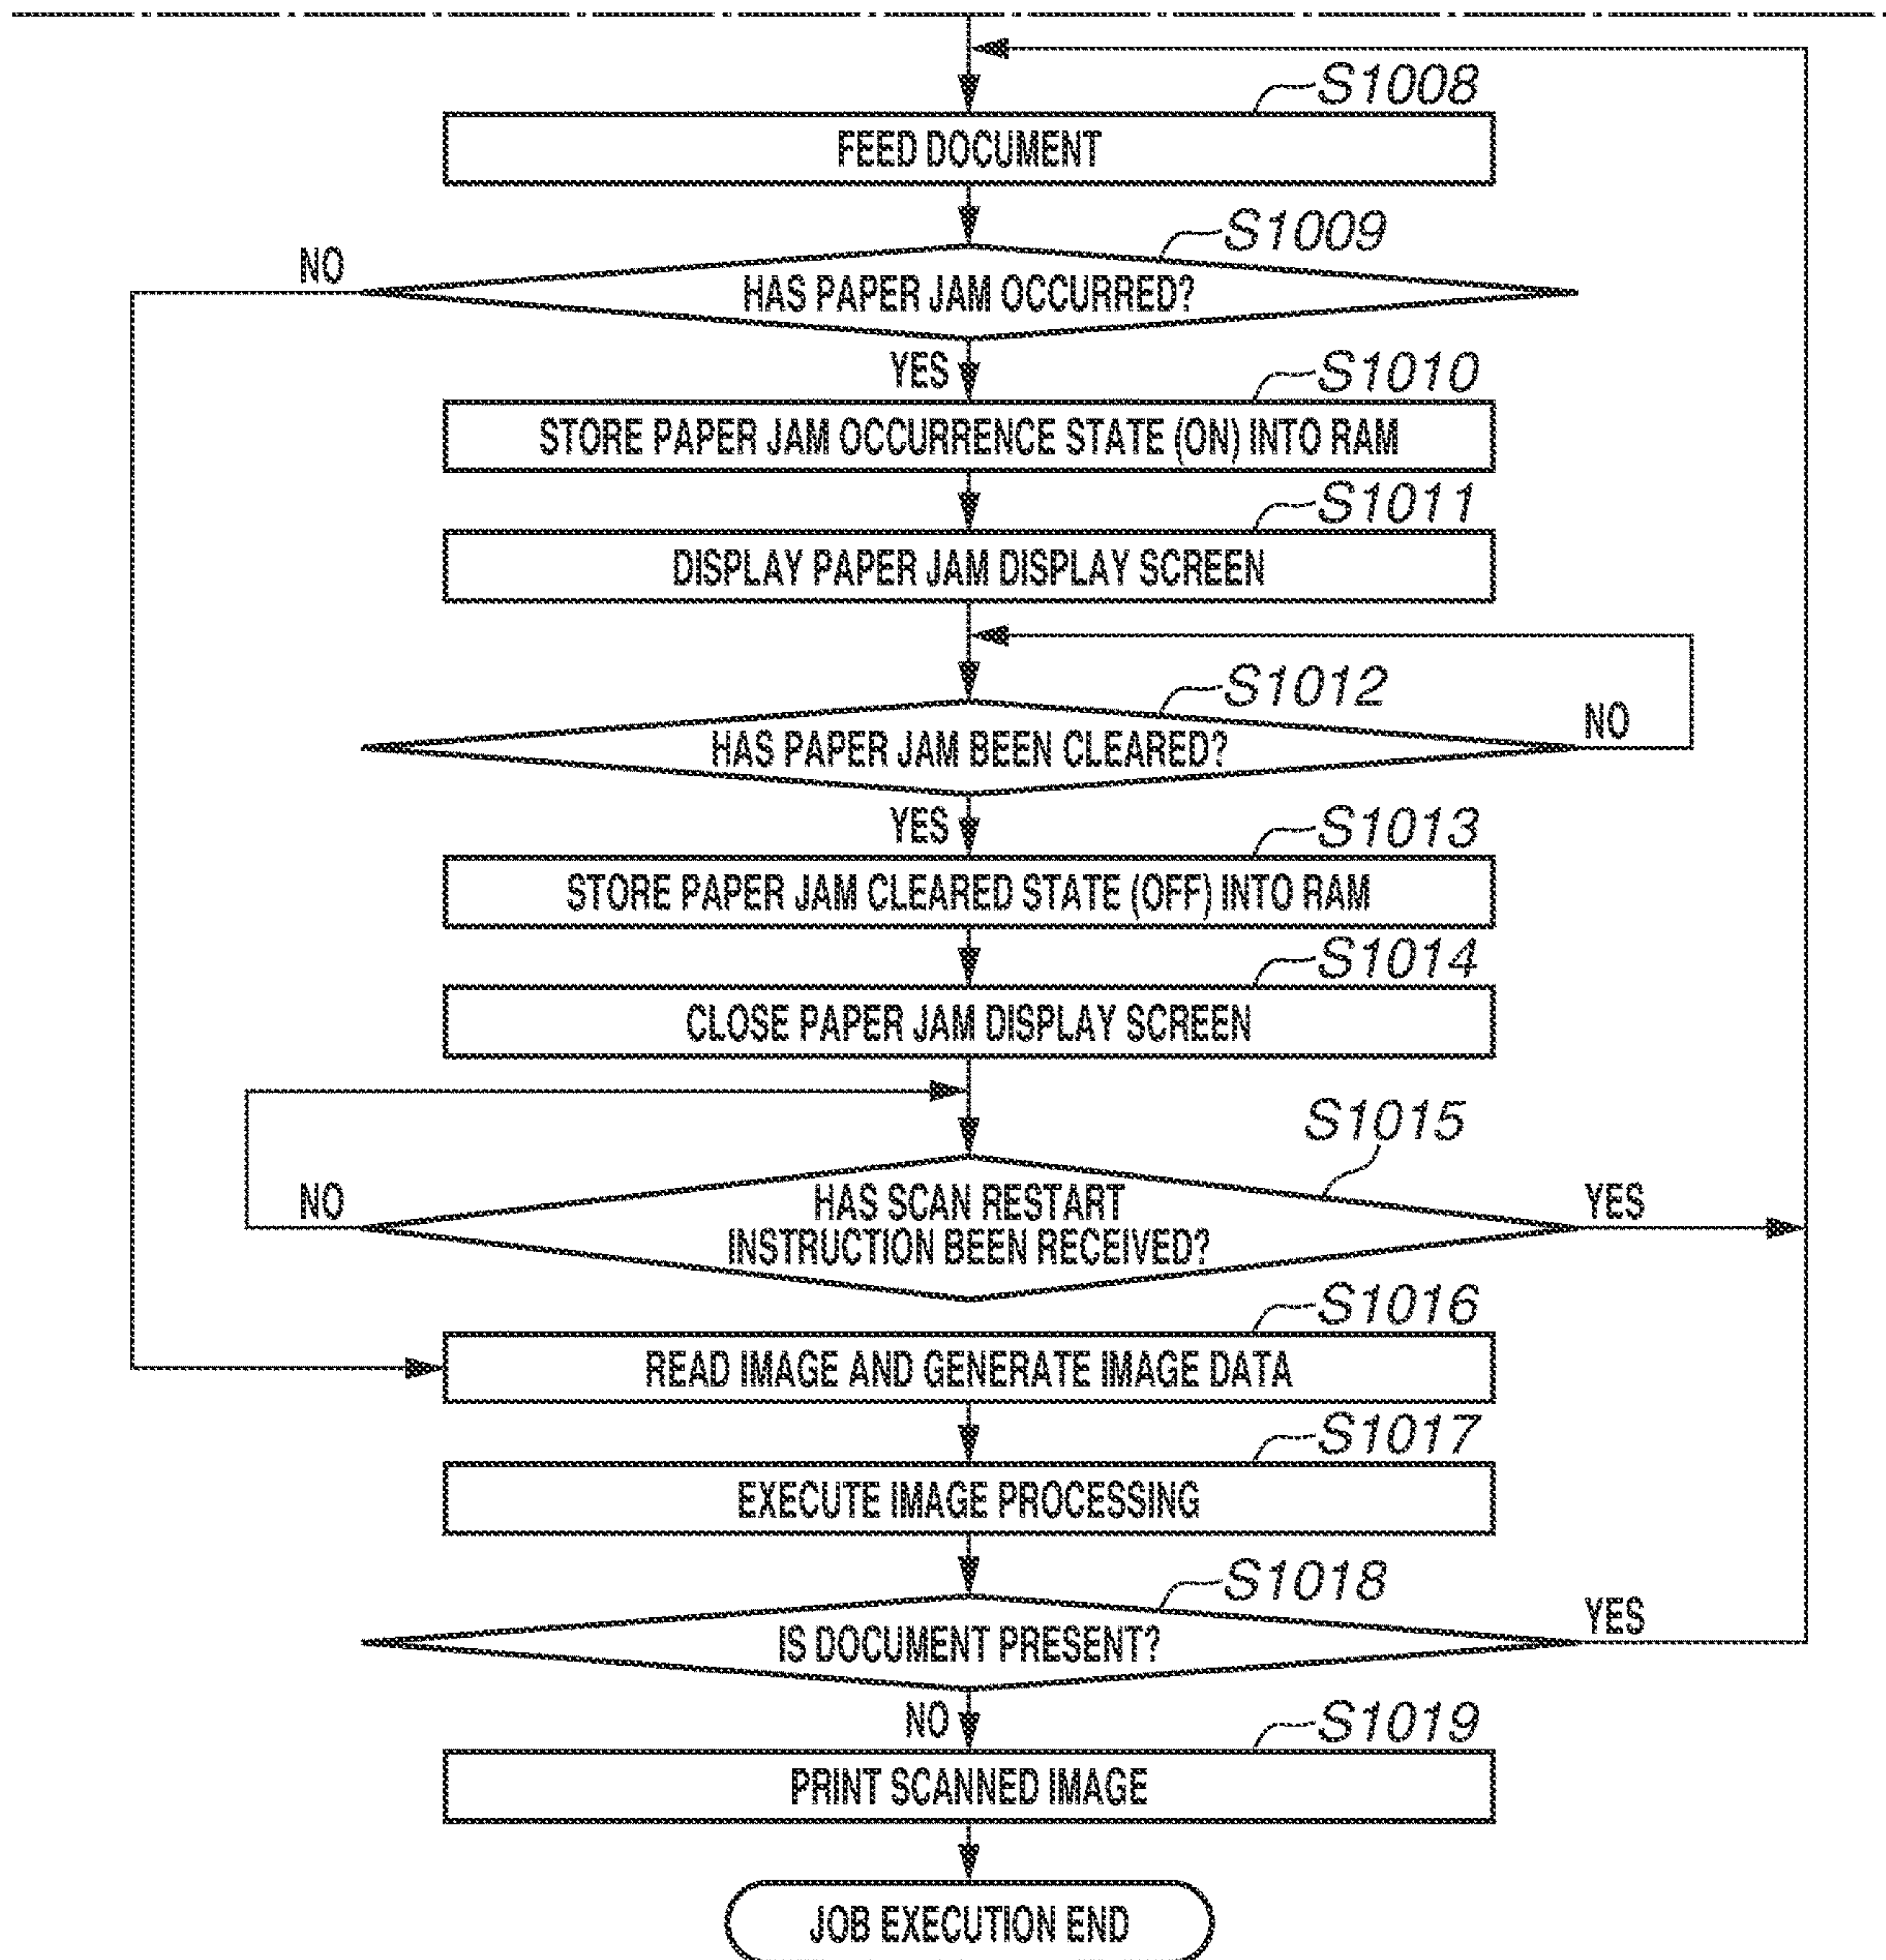 S1008
FEED DOCUMENT
S1009
NO
HAS PAPER JAM OCCURRED?
YES
S1010
STORE PAPER JAM OCCURRENCE STATE (ON) INTO RAM
S1011
DISPLAY PAPER JAM DISPLAY SCREEN
S1012
NO
HAS PAPER JAM BEEN CLEARED?
YES
S1013
STORE PAPER JAM CLEARED STATE (OFF) INTO RAM
S1014
CLOSE PAPER JAM DISPLAY SCREEN
S1015
NO
HAS SCAN RESTART
INSTRUCTION BEEN RECEIVED?
YES
S1016
READ IMAGE AND GENERATE IMAGE DATA
S1017
EXECUTE IMAGE PROCESSING
S1018
IS DOCUMENT PRESENT?
YES
NO
S1019
PRINT SCANNED IMAGE
JOB EXECUTION END